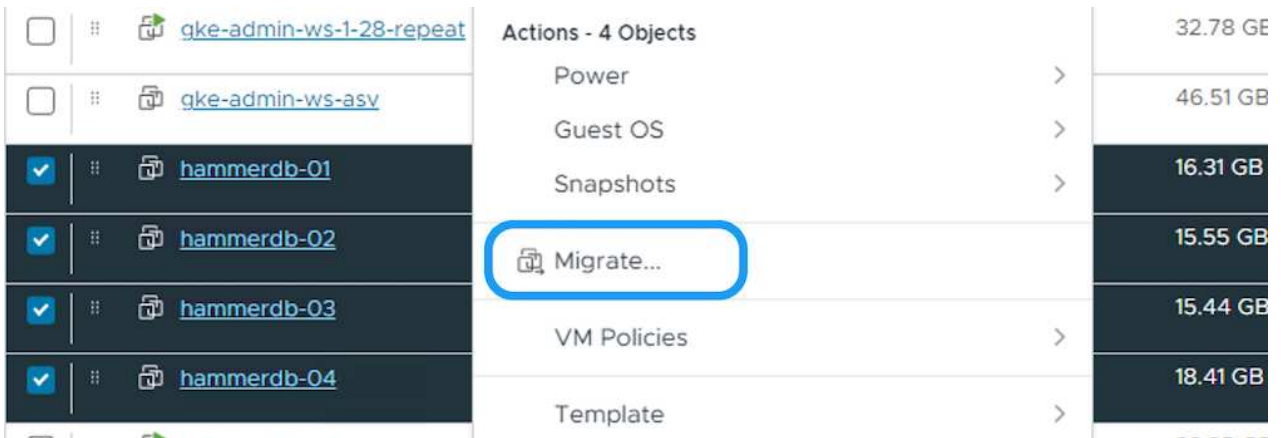 gke-admin-ws-1-28-repeat
Actions - 4 Objects
32.78 GB
Power
gke-admin-ws-asv
46.51 GB
Guest OS
hammerdb-01
16.31 GB
Snapshots
hammerdb-02
15.55 GB
Migrate...
hammerdb-03
15.44 GB
VM Policies
hammerdb-04
18.41 GB
Template